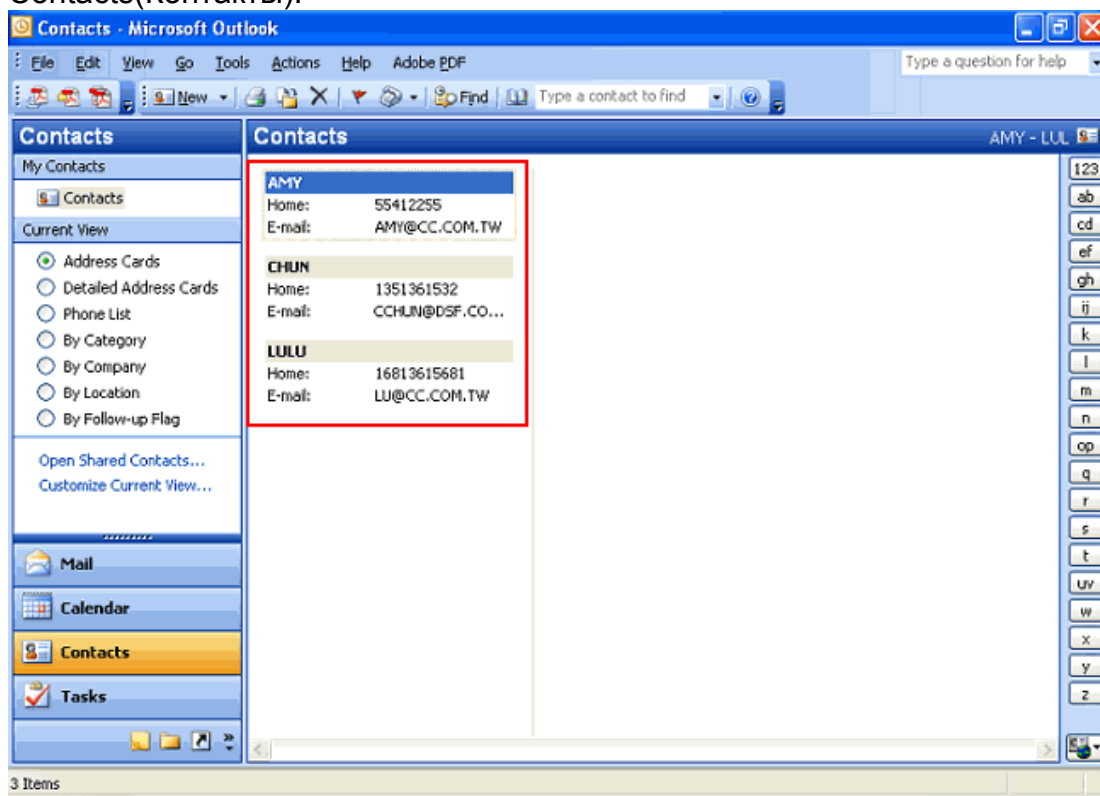 Contacts(Контакты).
Contacts - Microsoft Outlook
File Edit View Go Tools Actions Help Adobe PDF Type a question for help
New Find Type a contact to find
Contacts
Contacts AMY - LUL
My Contacts
Contacts
Current View
Address Cards
Detailed Address Cards
Phone List
By Category
By Company
By Location
By Follow-up Flag
Open Shared Contacts...
Customize Current View...
Mail
Calendar
Contacts
Tasks
AMY
Home: 55412255
E-mail: AMY@CC.COM.TW
CHUN
Home: 1351361532
E-mail: CCHUN@DSF.CO...
LULU
Home: 16813615681
E-mail: LU@CC.COM.TW
123
ab
cd
ef
gh
ij
k
l
m
n
op
q
r
s
t
uv
w
x
y
z
3 Items